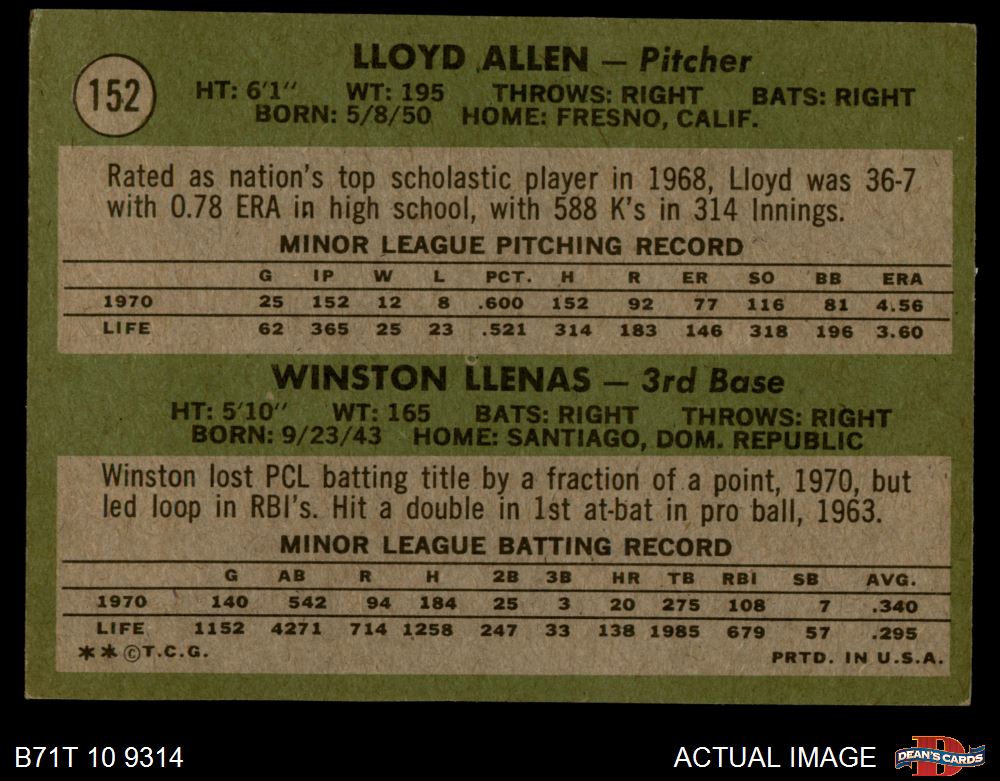 152
LLOYD ALLEN — Pitcher
HT: 6'1" WT: 195 THROWS: RIGHT BATS: RIGHT
BORN: 5/8/50 HOME: FRESNO, CALIF.
Rated as nation's top scholastic player in 1968, Lloyd was 36-7
with 0.78 ERA in high school, with 588 K's in 314 Innings.
MINOR LEAGUE PITCHING RECORD
G IP W L PCT. H R ER SO BB ERA
1970 25 152 12 8 .600 152 92 77 116 81 4.56
LIFE 62 365 25 23 .521 314 183 146 318 196 3.60
WINSTON LLENAS — 3rd Base
HT: 5'10" WT: 165 BATS: RIGHT THROWS: RIGHT
BORN: 9/23/43 HOME: SANTIAGO, DOM. REPUBLIC
Winston lost PCL batting title by a fraction of a point, 1970, but
led loop in RBI's. Hit a double in 1st at-bat in pro ball, 1963.
MINOR LEAGUE BATTING RECORD
G AB R H 2B 3B HR TB RBI SB AVG.
1970 140 542 94 184 25 3 20 275 108 7 .340
LIFE 1152 4271 714 1258 247 33 138 1985 679 57 .295
**©T.C.G. PRTD. IN U.S.A.
B71T 10 9314 ACTUAL IMAGE D DEAN'S CARDS